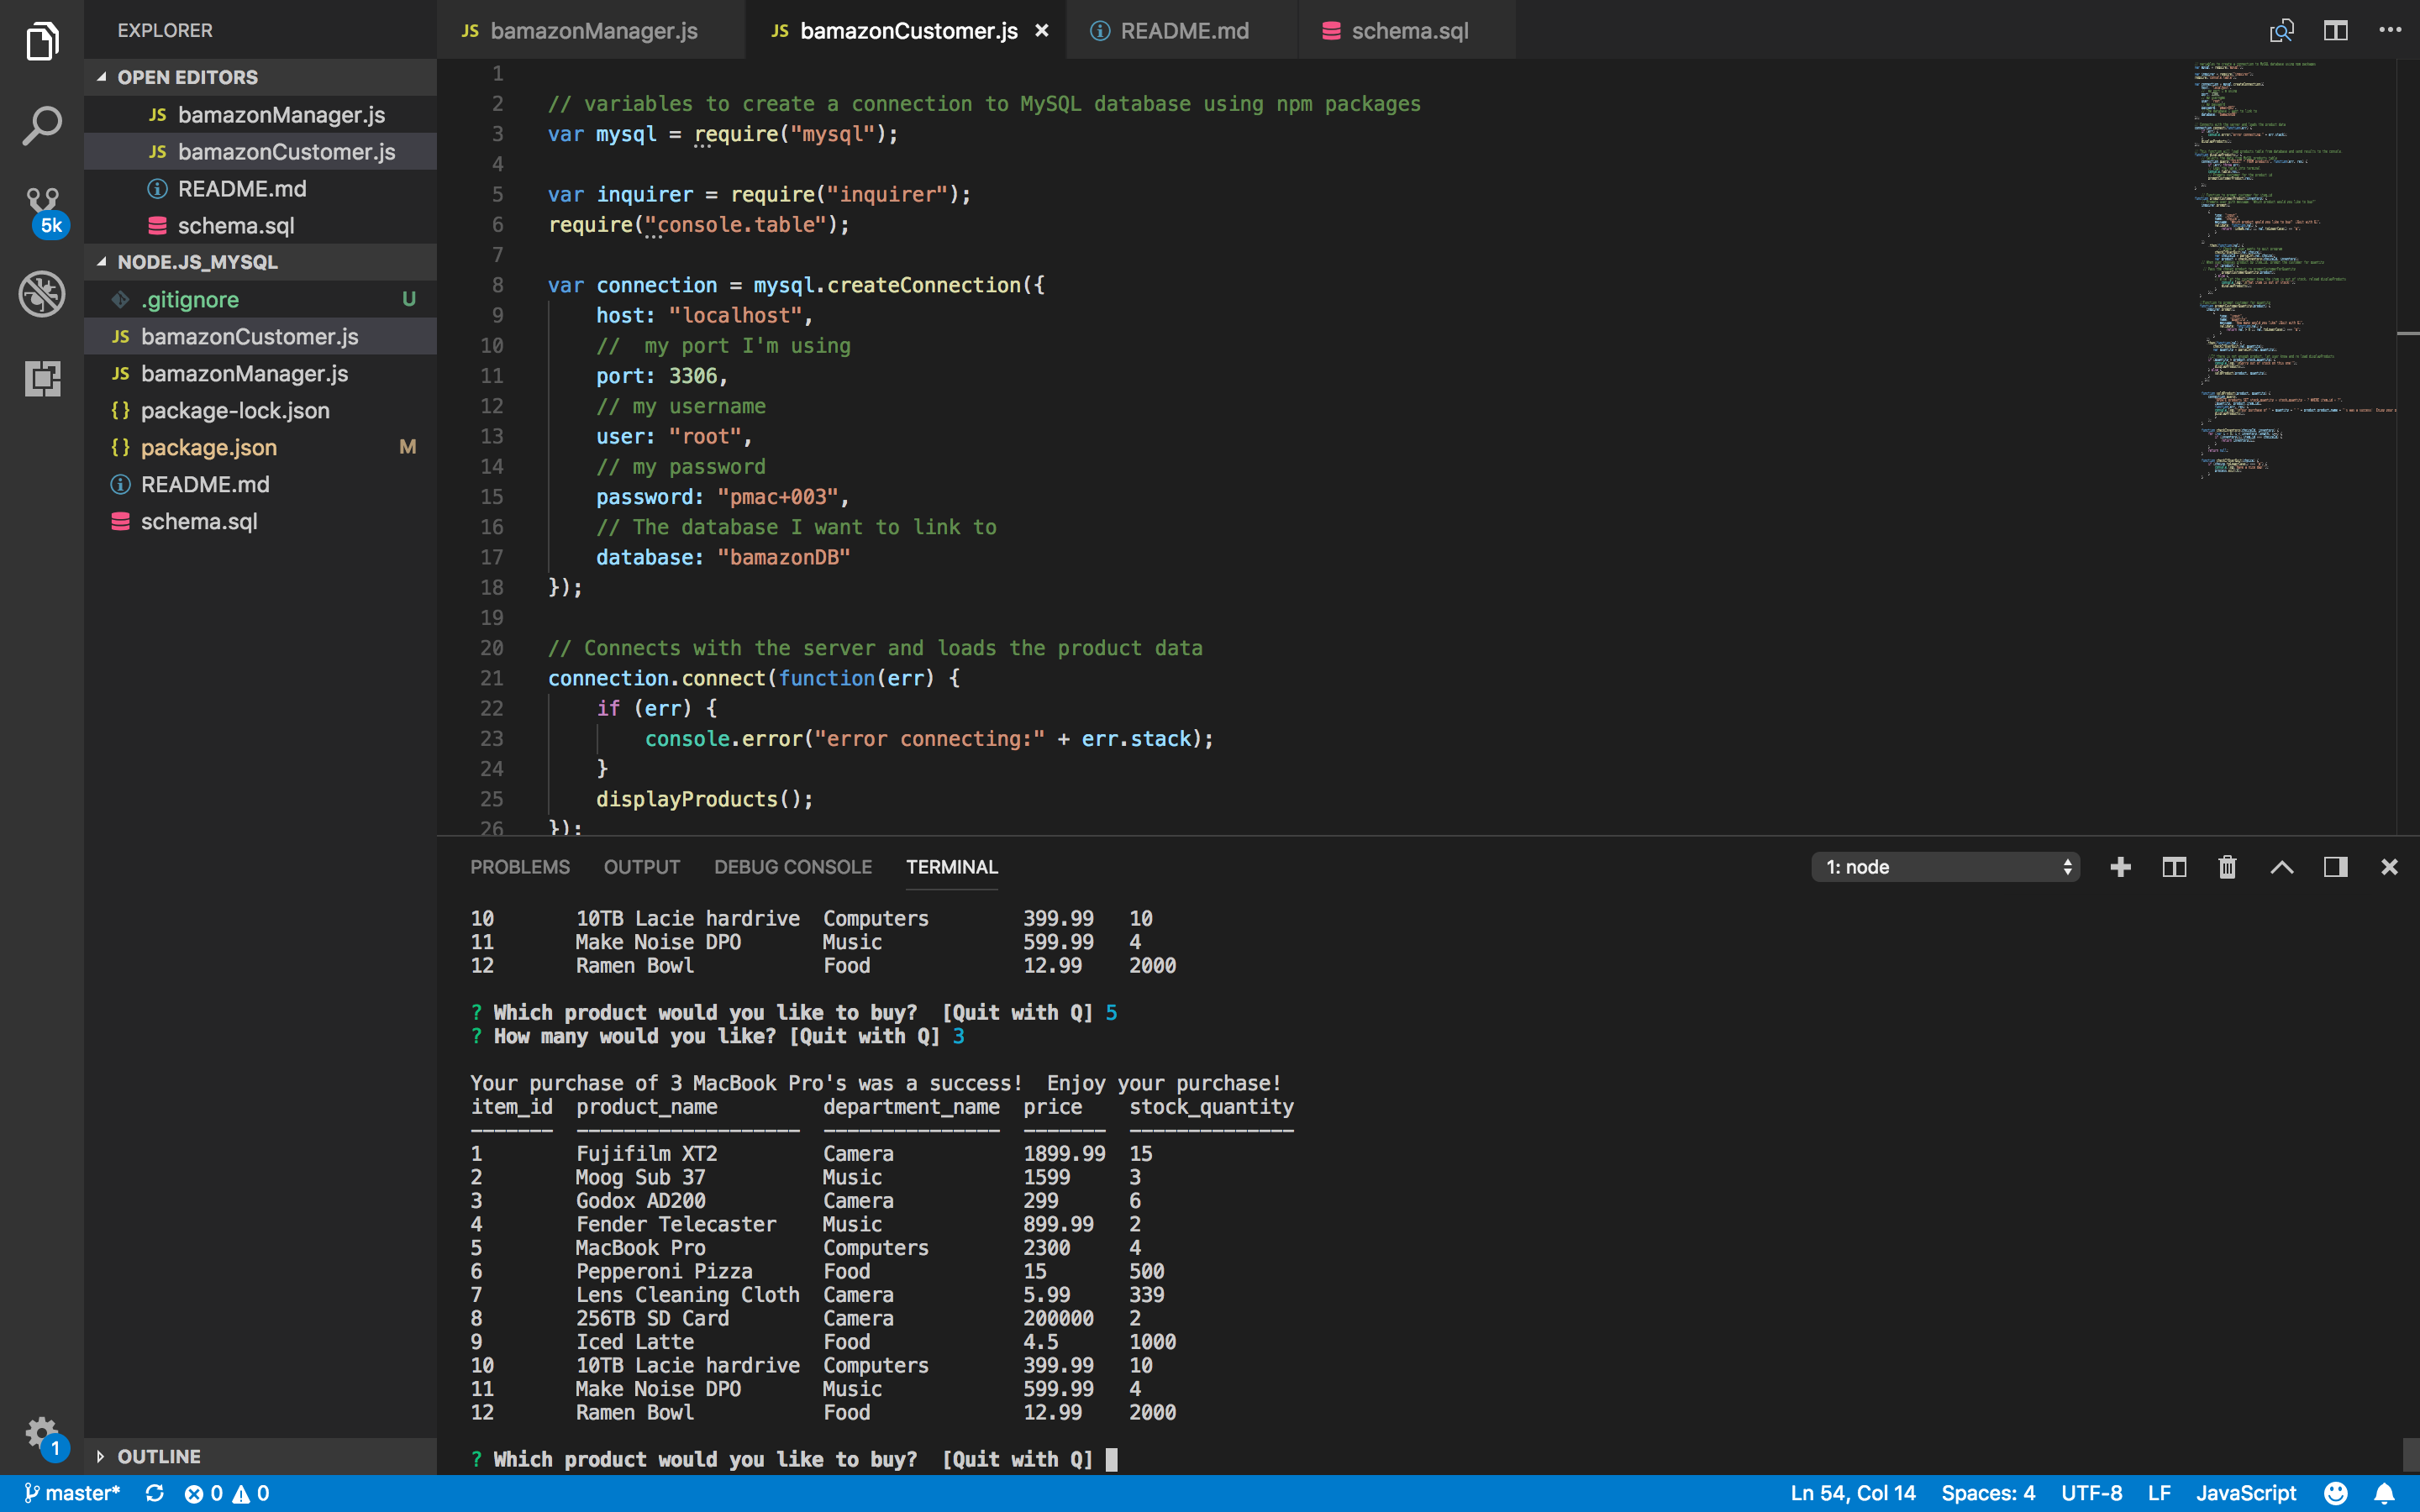 EXPLORER
OPEN EDITORS
JS bamazonManager.js
JS bamazonCustomer.js
README.md
schema.sql
NODE.JS_MYSQL
.gitignore U
JS bamazonCustomer.js
JS bamazonManager.js
{} package-lock.json
{} package.json M
README.md
schema.sql
OUTLINE
5k
1
JS bamazonManager.js JS bamazonCustomer.js × README.md schema.sql
1
2 // variables to create a connection to MySQL database using npm packages
3 var mysql = require("mysql");
4
5 var inquirer = require("inquirer");
6 require("console.table");
7
8 var connection = mysql.createConnection({
9 host: "localhost",
10 //  my port I'm using
11 port: 3306,
12 // my username
13 user: "root",
14 // my password
15 password: "pmac+003",
16 // The database I want to link to
17 database: "bamazonDB"
18 });
19
20 // Connects with the server and loads the product data
21 connection.connect(function(err) {
22 if (err) {
23 console.error("error connecting:" + err.stack);
24 }
25 displayProducts();
26 });
PROBLEMS OUTPUT DEBUG CONSOLE TERMINAL 1: node
10 10TB Lacie hardrive Computers 399.99 10
11 Make Noise DPO Music 599.99 4
12 Ramen Bowl Food 12.99 2000
? Which product would you like to buy?  [Quit with Q] 5
? How many would you like? [Quit with Q] 3
Your purchase of 3 MacBook Pro's was a success!  Enjoy your purchase!
item_id product_name department_name price stock_quantity
------- ------------------- --------------- ------- --------------
1 Fujifilm XT2 Camera 1899.99 15
2 Moog Sub 37 Music 1599 3
3 Godox AD200 Camera 299 6
4 Fender Telecaster Music 899.99 2
5 MacBook Pro Computers 2300 4
6 Pepperoni Pizza Food 15 500
7 Lens Cleaning Cloth Camera 5.99 339
8 256TB SD Card Camera 200000 2
9 Iced Latte Food 4.5 1000
10 10TB Lacie hardrive Computers 399.99 10
11 Make Noise DPO Music 599.99 4
12 Ramen Bowl Food 12.99 2000
? Which product would you like to buy?  [Quit with Q]
master* 0 0 Ln 54, Col 14 Spaces: 4 UTF-8 LF JavaScript